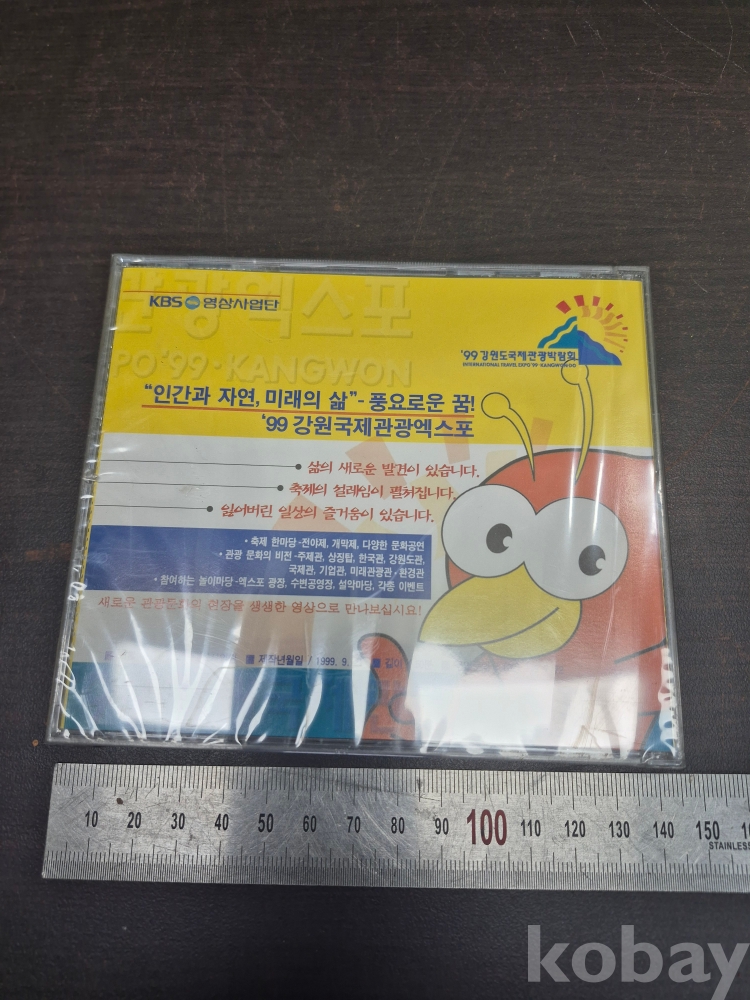 관광엑스포
PO '99·KANGWON
KBS 영상사업단
'99 강원도국제관광박람회
INTERNATIONAL TRAVEL EXPO '99 KANGWON-DO
"인간과 자연, 미래의 삶"- 풍요로운 꿈!
'99 강원국제관광엑스포
삶의 새로운 발견이 있습니다.
축제의 설레임이 펼쳐집니다.
잃어버린 일상의 즐거움이 있습니다.
· 축제 한마당 -전야제, 개막제, 다양한 문화공연
· 관광 문화의 비전 -주제관, 상징탑, 한국관, 강원도관,
국제관, 기업관, 미래관광관, 환경관
· 참여하는 놀이마당 -엑스포 광장, 수변공영장, 설악마당, 각종 이벤트
새로운 관광문화의 현장을 생생한 영상으로 만나보십시요!
■ 제작년월일 / 1999. 9.
■ 길이
10 20 30 40 50 60 70 80 90 100 110 120 130 140 150
STAINLESS
kobay